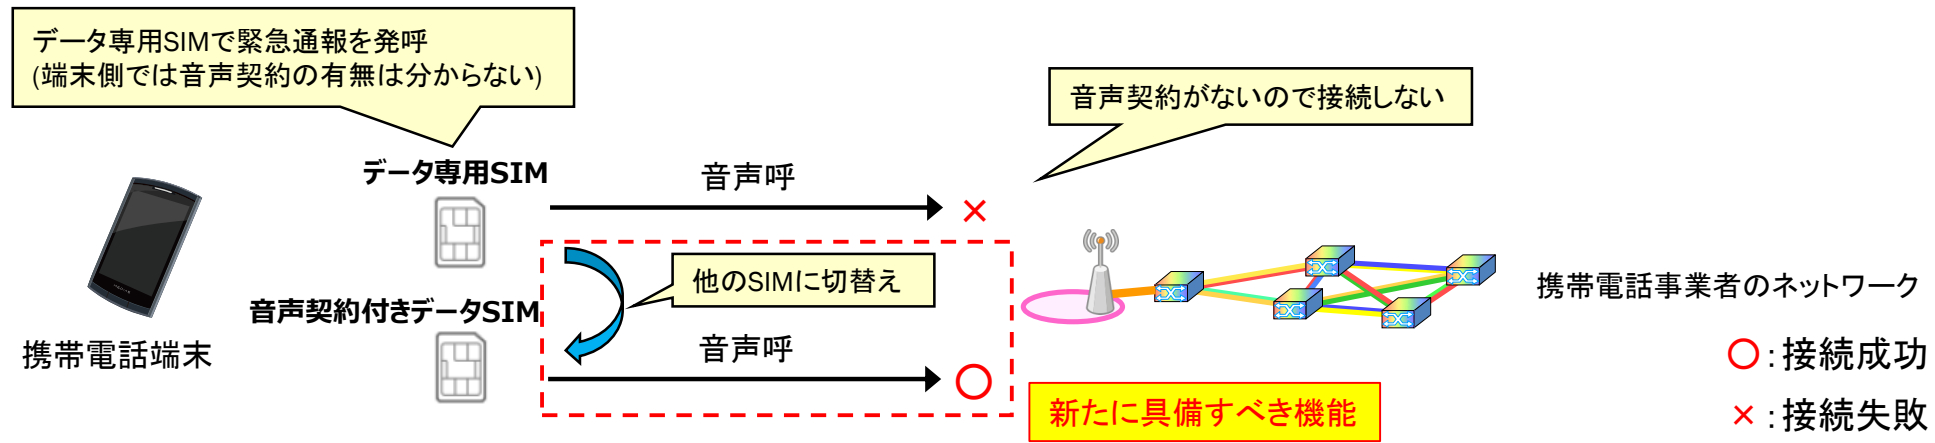 データ専用SIMで緊急通報を発呼
(端末側では音声契約の有無は分からない)
音声契約がないので接続しない
データ専用SIM
音声呼
×
他のSIMに切替え
音声契約付きデータSIM
音声呼
○
携帯電話端末
携帯電話事業者のネットワーク
新たに具備すべき機能
○:接続成功
×:接続失敗